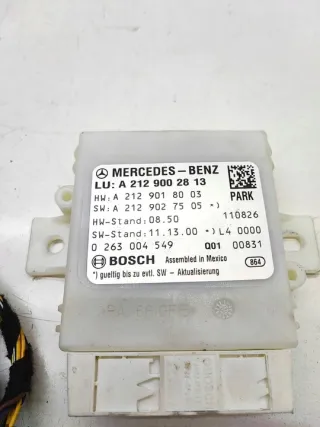 MERCEDES-BENZ
LU: A 212 900 28 13
HW: A 212 901 80 03 PARK
SW: A 212 902 75 05 *)
HW-Stand: 08.50 110826
SW-Stand: 11.13.00 *) L4 0000
0 263 004 549 Q01 00831
BOSCH Assembled in Mexico 864
*) gueltig bis zu evtl. SW - Aktualisierung